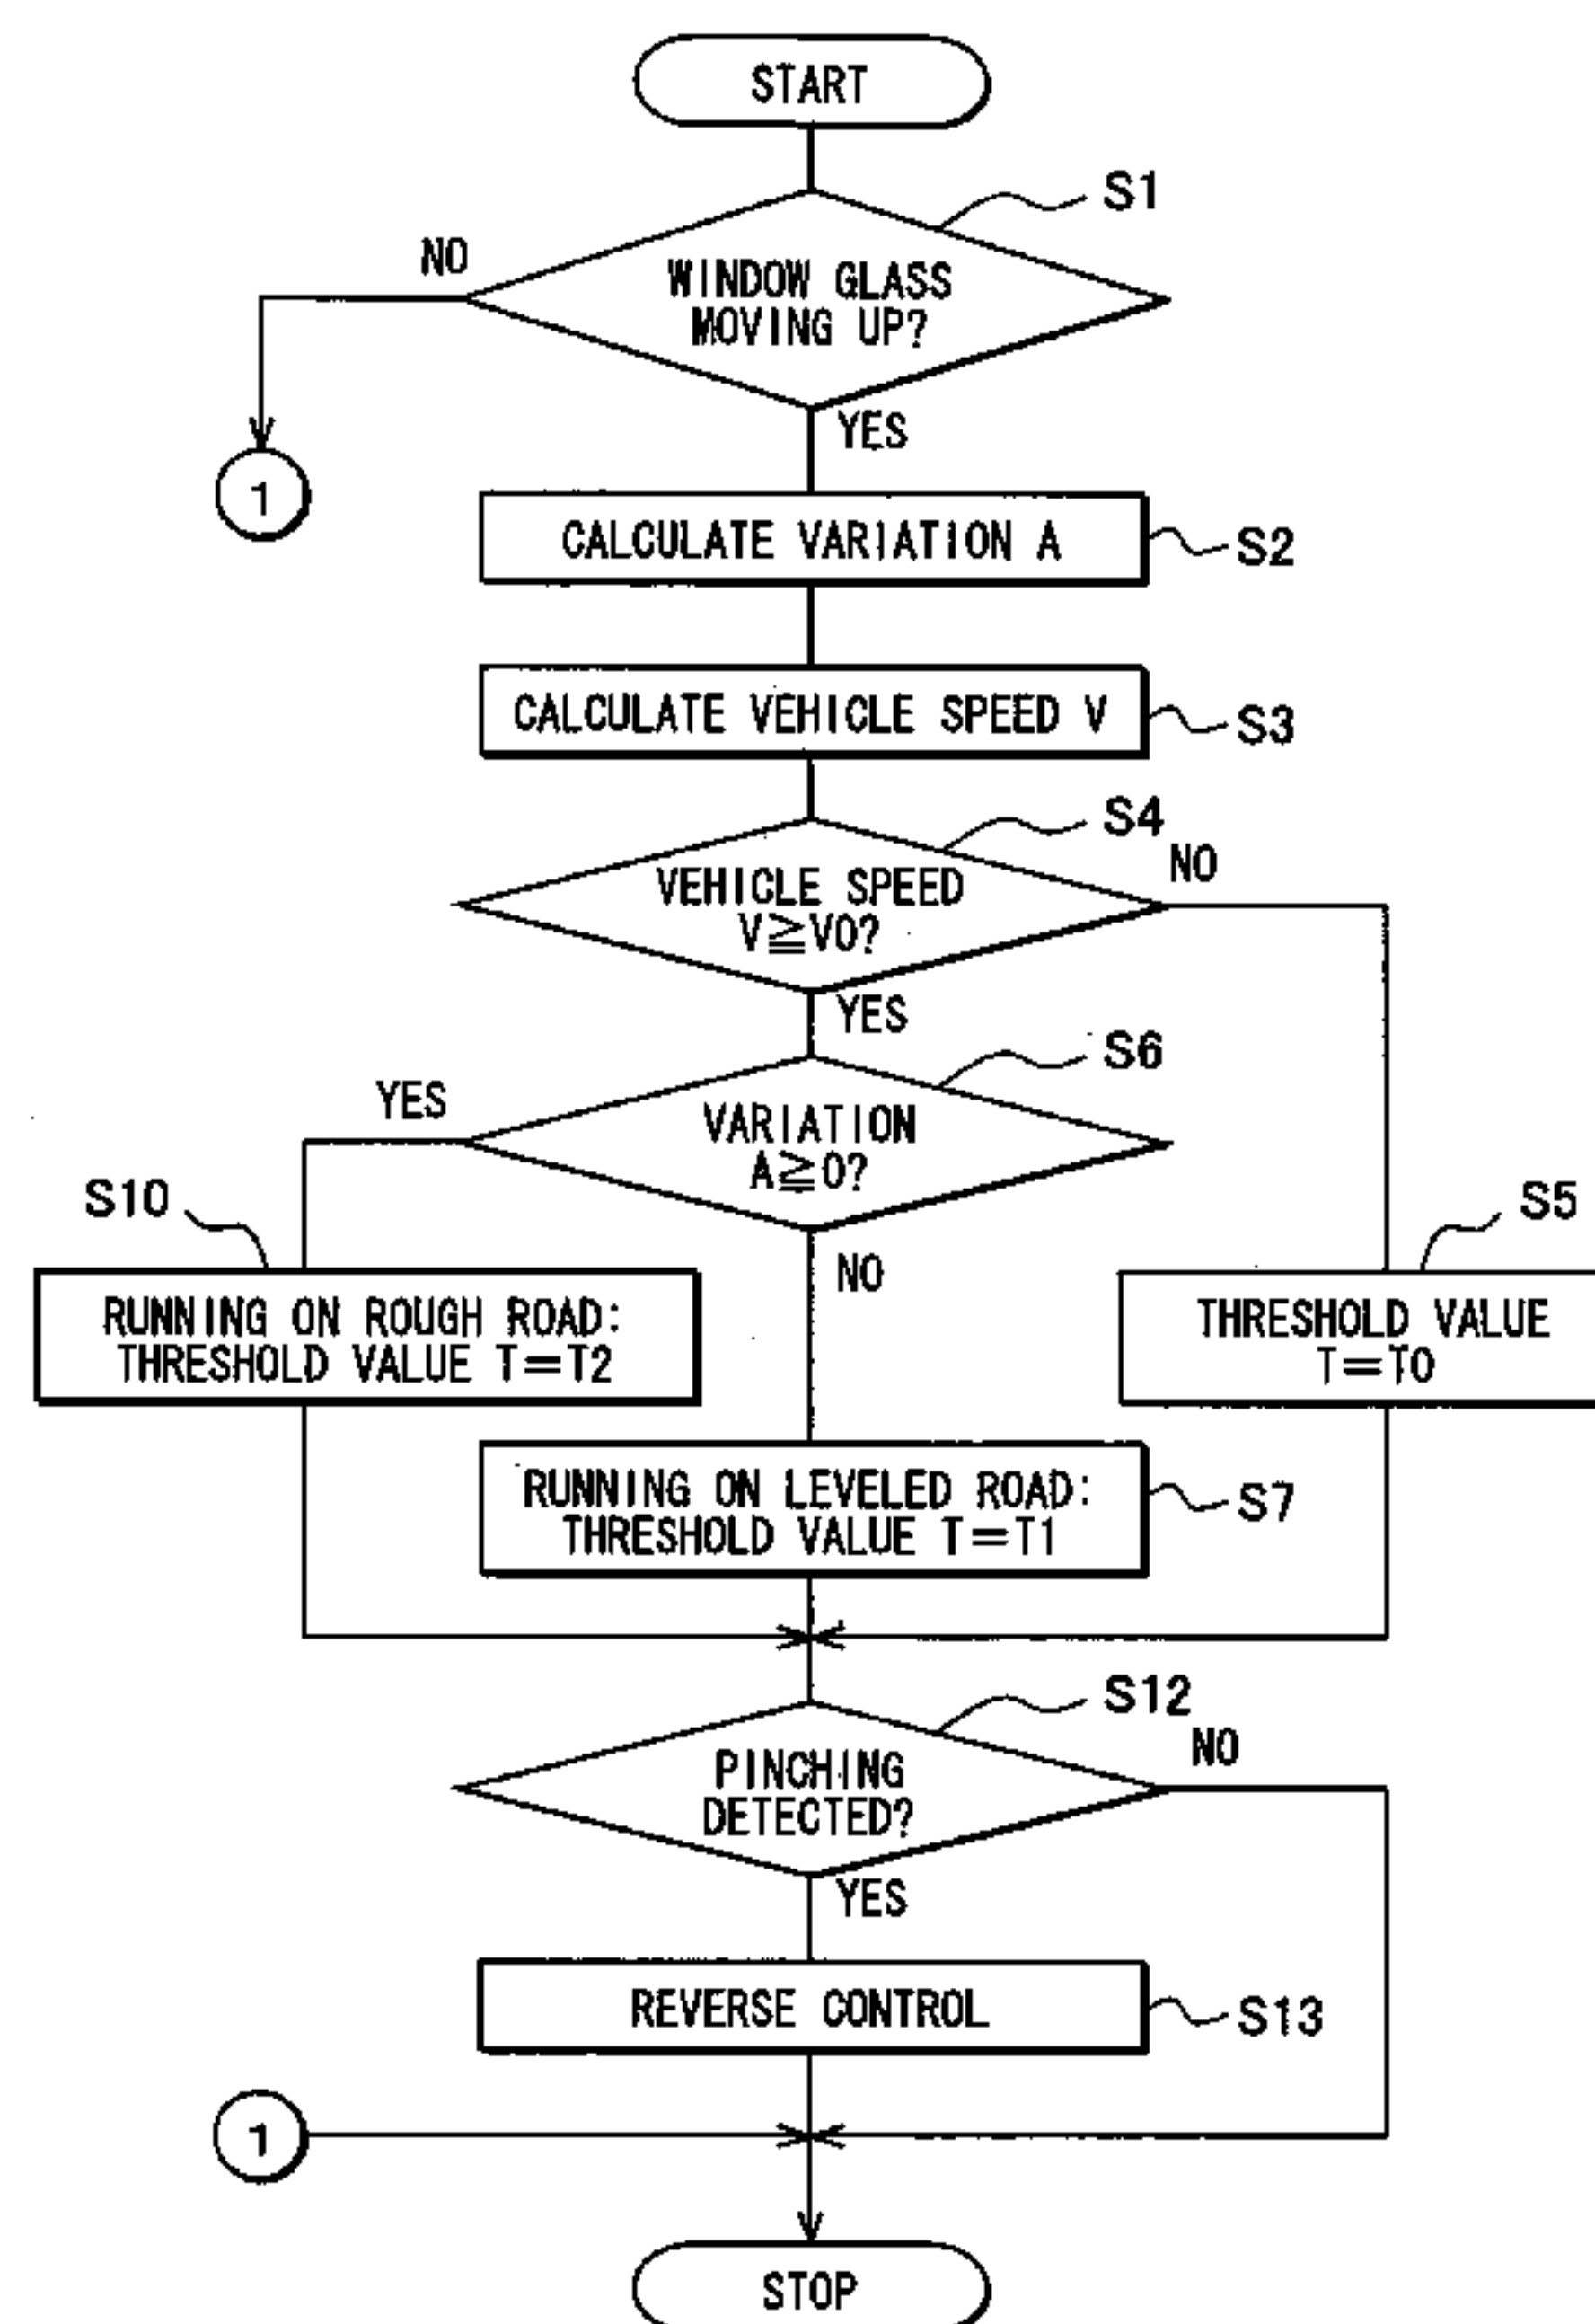 START
S1
NO
WINDOW GLASS
MOVING UP?
YES
1
CALCULATE VARIATION A
S2
CALCULATE VEHICLE SPEED V
S3
S4
NO
VEHICLE SPEED
V≧V0?
YES
S6
YES
VARIATION
A≧0?
S10
S5
NO
RUNNING ON ROUGH ROAD:
THRESHOLD VALUE T=T2
THRESHOLD VALUE
T=T0
RUNNING ON LEVELED ROAD:
THRESHOLD VALUE T=T1
S7
S12
NO
PINCHING
DETECTED?
YES
REVERSE CONTROL
S13
1
STOP